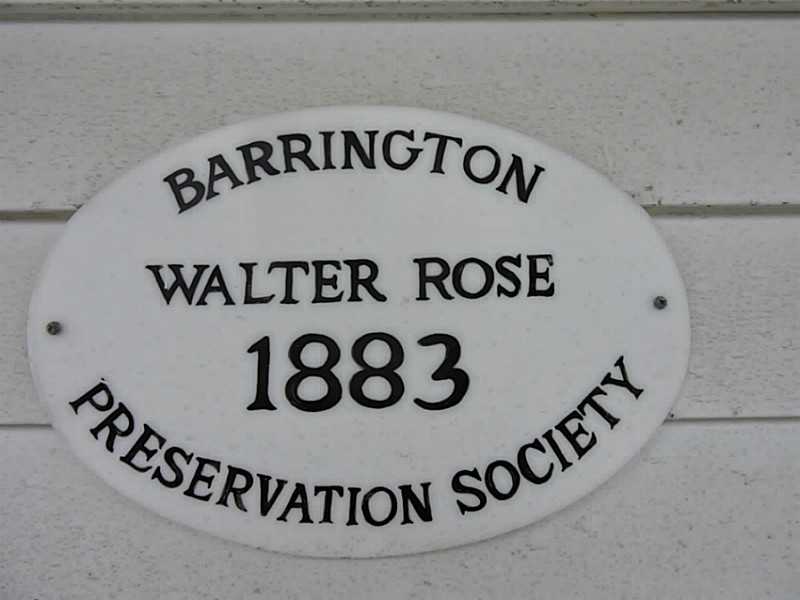 BARRINGTON
WALTER ROSE
1883
PRESERVATION SOCIETY